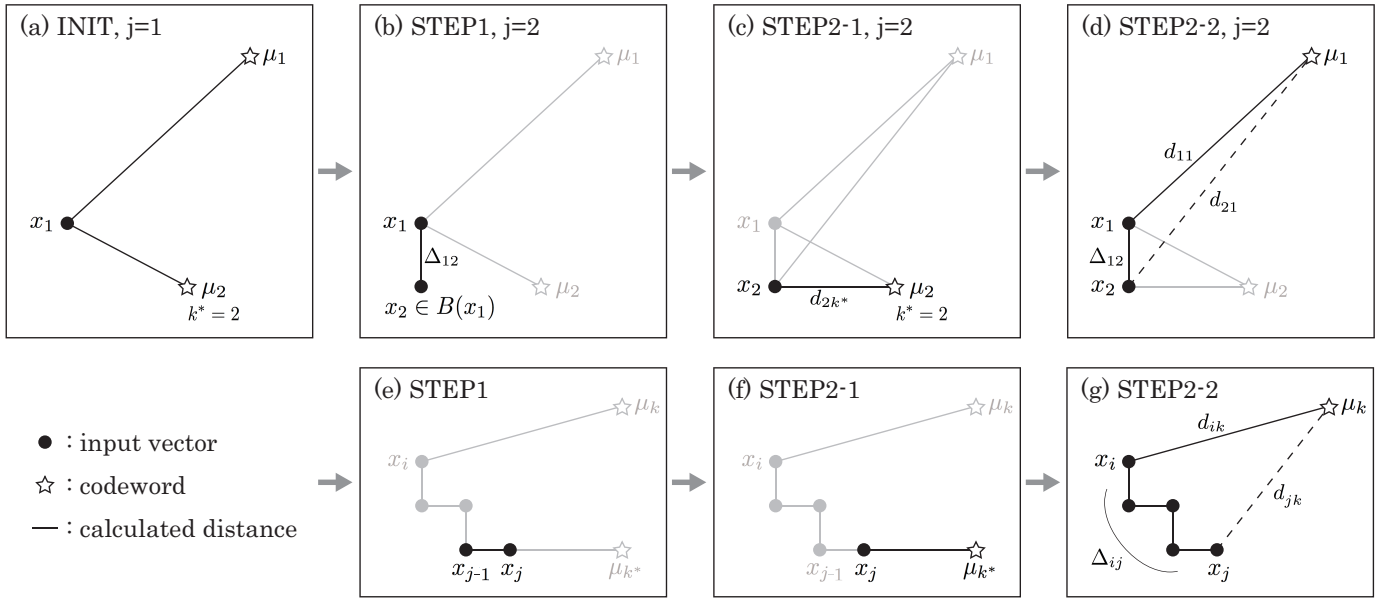 (a) INIT, j=1
μ₁
x₁
μ₂
k* = 2
(b) STEP1, j=2
μ₁
x₁
Δ₁₂
μ₂
x₂ ∈ B(x₁)
(c) STEP2-1, j=2
μ₁
x₁
x₂
d₂ₖ*
μ₂
k* = 2
(d) STEP2-2, j=2
μ₁
d₁₁
d₂₁
x₁
Δ₁₂
x₂
μ₂
● : input vector
☆ : codeword
— : calculated distance
(e) STEP1
μₖ
xᵢ
xⱼ₋₁ xⱼ
μₖ*
(f) STEP2-1
μₖ
xᵢ
xⱼ₋₁ xⱼ
μₖ*
(g) STEP2-2
μₖ
dᵢₖ
xᵢ
dⱼₖ
Δᵢⱼ
xⱼ